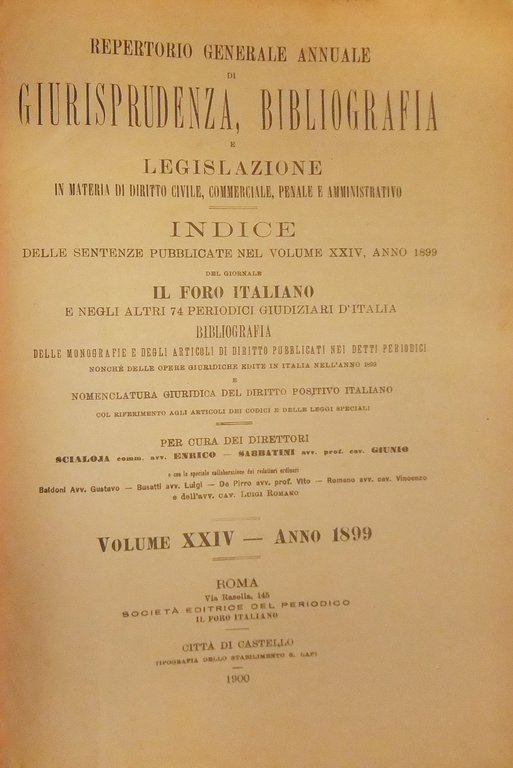 REPERTORIO GENERALE ANNUALE
DI
GIURISPRUDENZA, BIBLIOGRAFIA
E
LEGISLAZIONE
IN MATERIA DI DIRITTO CIVILE, COMMERCIALE, PENALE E AMMINISTRATIVO
INDICE
DELLE SENTENZE PUBBLICATE NEL VOLUME XXIV, ANNO 1899
DEL GIORNALE
IL FORO ITALIANO
E NEGLI ALTRI 74 PERIODICI GIUDIZIARI D'ITALIA
BIBLIOGRAFIA
DELLE MONOGRAFIE E DEGLI ARTICOLI DI DIRITTO PUBBLICATI NEI DETTI PERIODICI
NONCHÈ DELLE OPERE GIURIDICHE EDITE IN ITALIA NELL'ANNO 1899
E
NOMENCLATURA GIURIDICA DEL DIRITTO POSITIVO ITALIANO
COL RIFERIMENTO AGLI ARTICOLI DEI CODICI E DELLE LEGGI SPECIALI
PER CURA DEI DIRETTORI
SCIALOJA comm. avv. ENRICO — SABBATINI avv. prof. cav. GIUNIO
e con la speciale collaborazione dei redattori ordinari
Baldoni Avv. Gustavo — Busatti avv. Luigi — De Pirro avv. prof. Vito — Romano avv. cav. Vincenzo
e dell'avv. CAV. LUIGI ROMANO
VOLUME XXIV — ANNO 1899
ROMA
Via Rasella, 145
SOCIETÀ EDITRICE DEL PERIODICO
IL FORO ITALIANO
CITTÀ DI CASTELLO
TIPOGRAFIA DELLO STABILIMENTO S. LAPI
1900